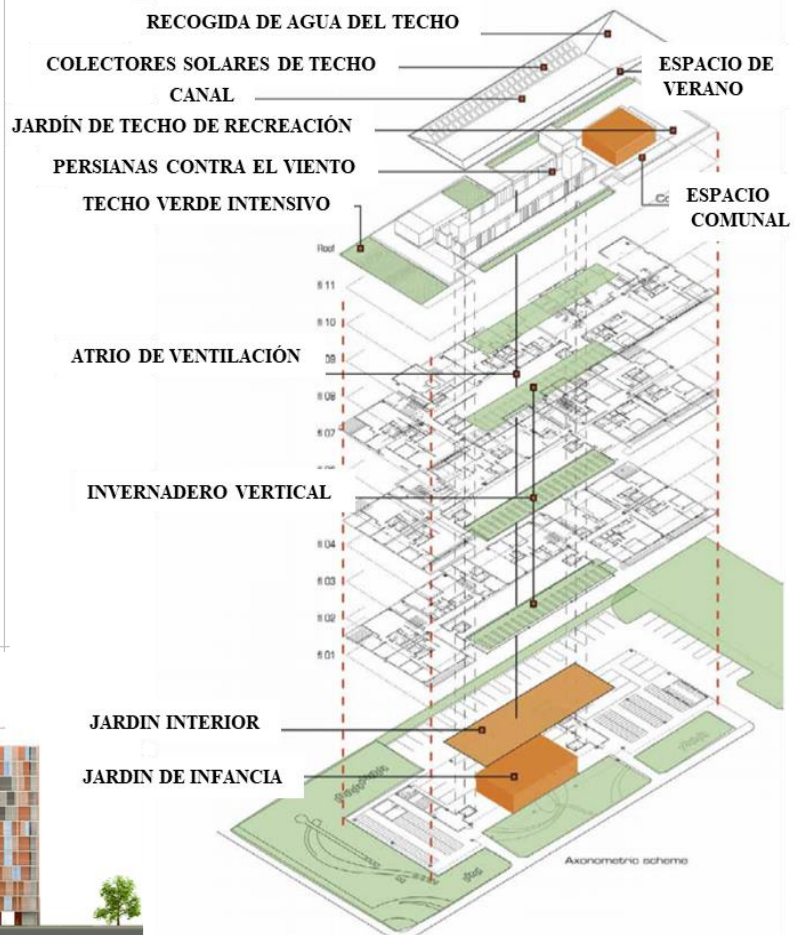 RECOGIDA DE AGUA DEL TECHO
COLECTORES SOLARES DE TECHO
ESPACIO DE
VERANO
CANAL
JARDÍN DE TECHO DE RECREACIÓN
PERSIANAS CONTRA EL VIENTO
TECHO VERDE INTENSIVO
ESPACIO
COMUNAL
Roof
fl 11
fl 10
09
fl 08
fl 07
ATRIO DE VENTILACIÓN
INVERNADERO VERTICAL
fl 04
fl 03
fl 02
fl 01
JARDIN INTERIOR
JARDIN DE INFANCIA
Axonometric scheme